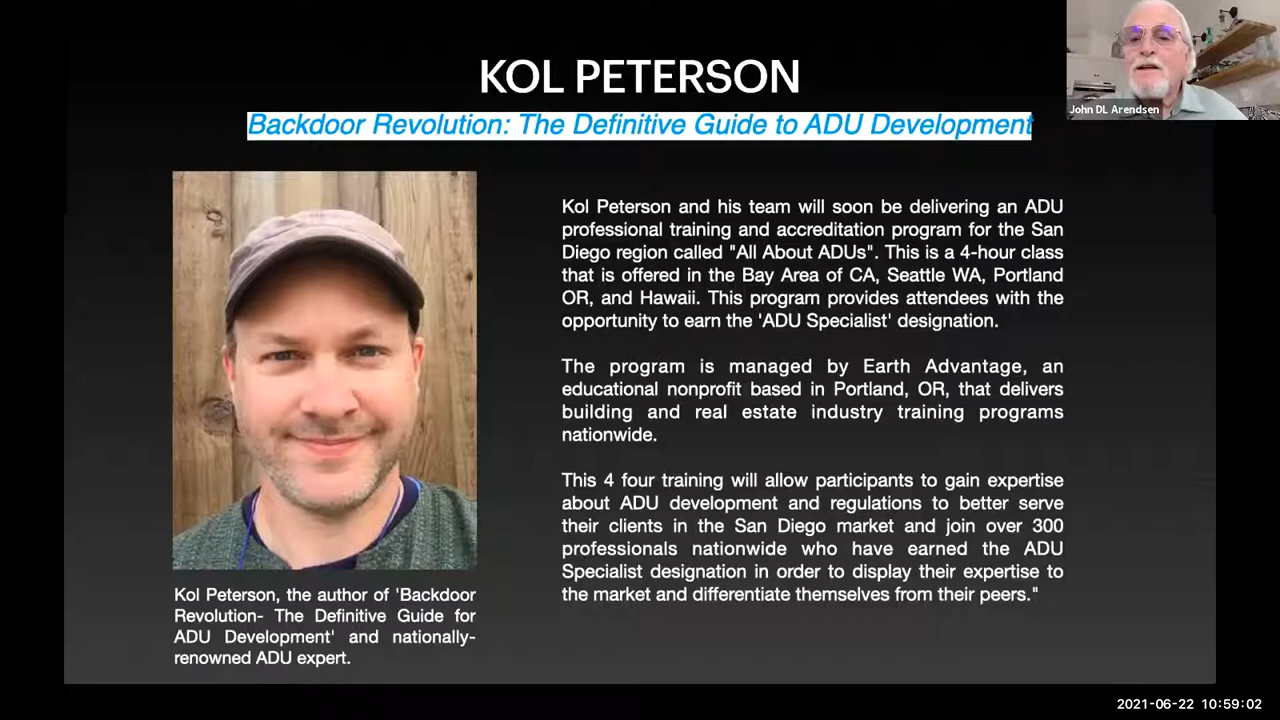 KOL PETERSON
Backdoor Revolution: The Definitive Guide to ADU Development
John DL Arendsen
Kol Peterson and his team will soon be delivering an ADU
professional training and accreditation program for the San
Diego region called "All About ADUs". This is a 4-hour class
that is offered in the Bay Area of CA, Seattle WA, Portland
OR, and Hawaii. This program provides attendees with the
opportunity to earn the 'ADU Specialist' designation.
The program is managed by Earth Advantage, an
educational nonprofit based in Portland, OR, that delivers
building and real estate industry training programs
nationwide.
This 4 four training will allow participants to gain expertise
about ADU development and regulations to better serve
their clients in the San Diego market and join over 300
professionals nationwide who have earned the ADU
Specialist designation in order to display their expertise to
the market and differentiate themselves from their peers."
Kol Peterson, the author of 'Backdoor
Revolution- The Definitive Guide for
ADU Development' and nationally-
renowned ADU expert.
2021-06-22 10:59:02